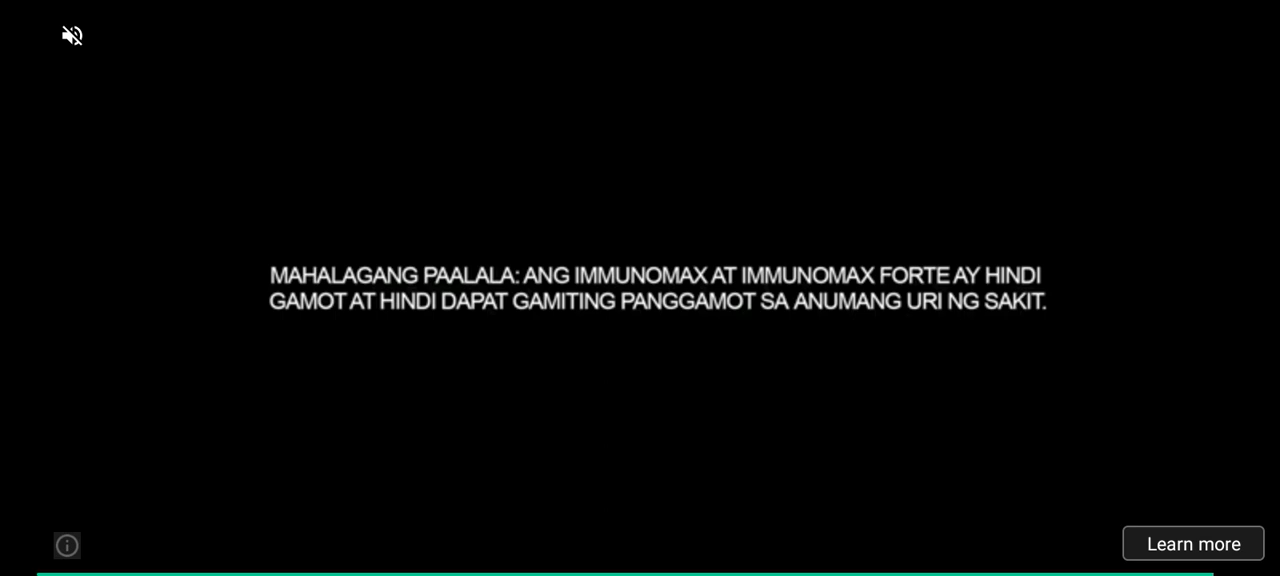 MAHALAGANG PAALALA: ANG IMMUNOMAX AT IMMUNOMAX FORTE AY HINDI
GAMOT AT HINDI DAPAT GAMITING PANGGAMOT SA ANUMANG URI NG SAKIT.
Learn more